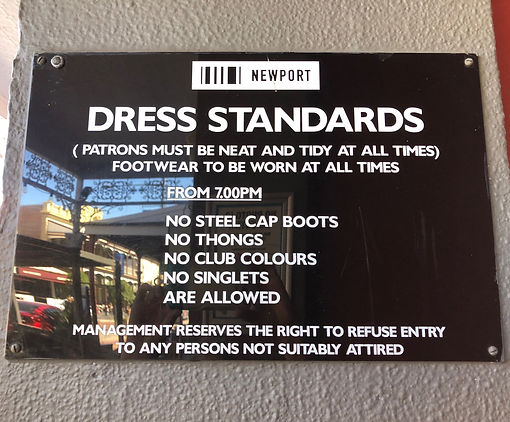 NEWPORT
DRESS STANDARDS
( PATRONS MUST BE NEAT AND TIDY AT ALL TIMES)
FOOTWEAR TO BE WORN AT ALL TIMES
FROM 7.00PM
NO STEEL CAP BOOTS
NO THONGS
NO CLUB COLOURS
NO SINGLETS
ARE ALLOWED
MANAGEMENT RESERVES THE RIGHT TO REFUSE ENTRY
TO ANY PERSONS NOT SUITABLY ATTIRED